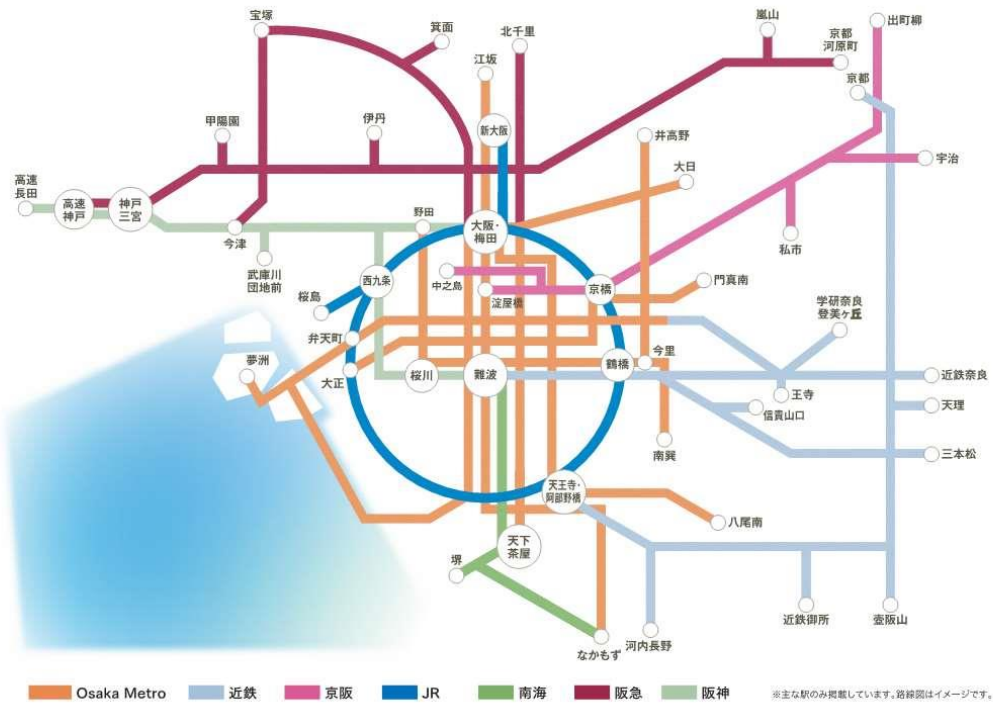 宝塚
箕面
北千里
嵐山
出町柳
京都
河原町
京都
江坂
新大阪
井高野
甲陽園
伊丹
大日
宇治
高速
長田
高速
神戸
神戸
三宮
野田
大阪・
梅田
今津
武庫川
団地前
私市
西九条
中之島
淀屋橋
京橋
門真南
桜島
学研奈良
登美ヶ丘
弁天町
夢洲
大正
桜川
難波
鶴橋
今里
近鉄奈良
王寺
信貴山口
天理
南巽
三本松
天王寺・
阿部野橋
八尾南
天下
茶屋
堺
なかもず
河内長野
近鉄御所
壺阪山
Osaka Metro
近鉄
京阪
JR
南海
阪急
阪神
※主な駅のみ掲載しています。路線図はイメージです。